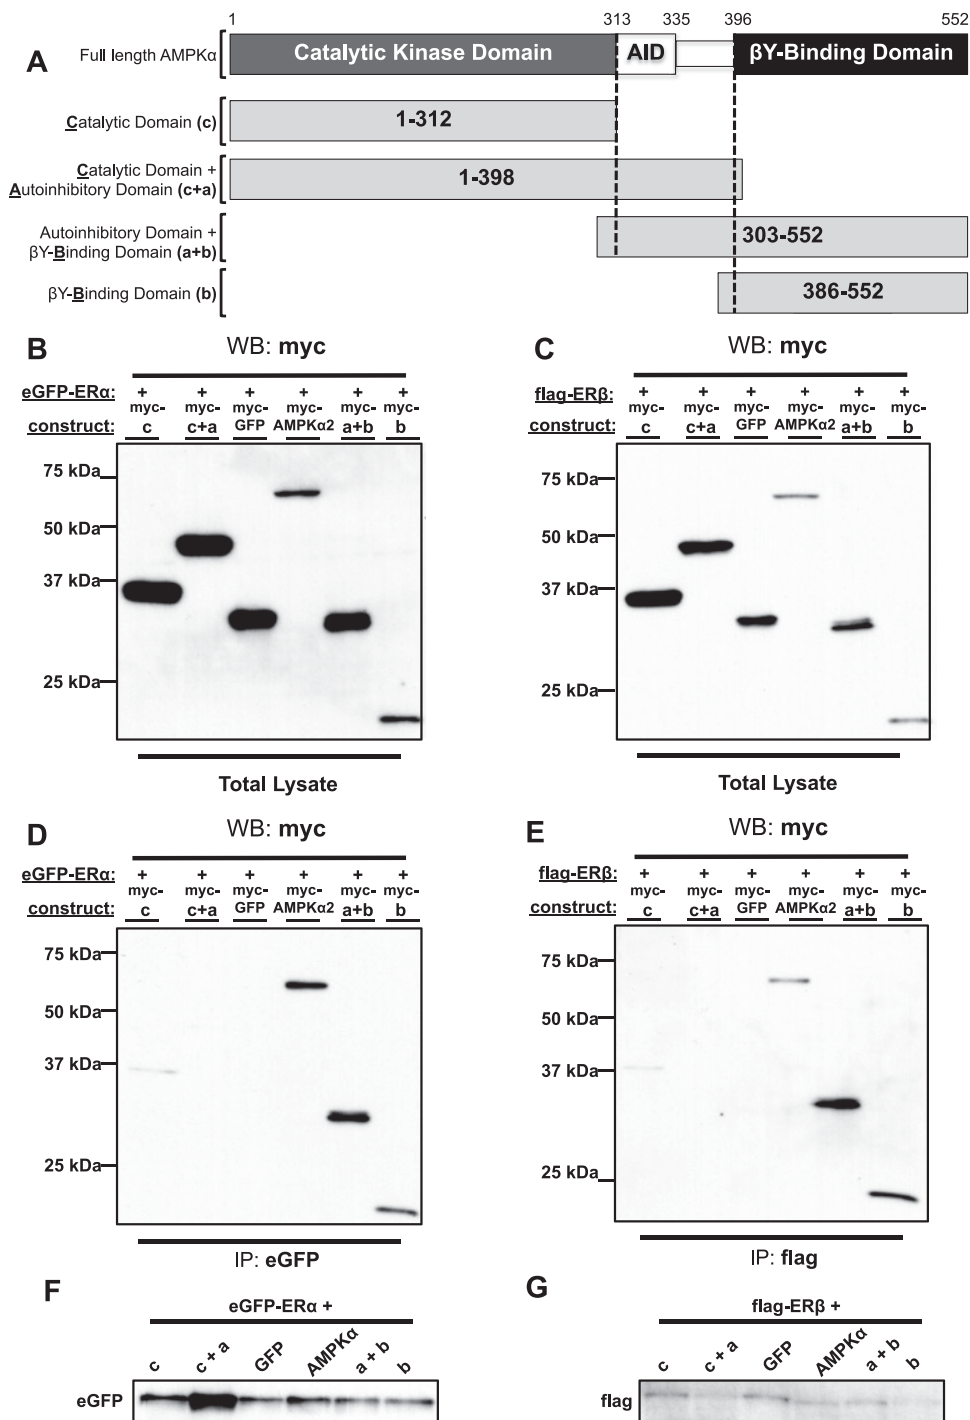 1 313 335 396 552
A Full length AMPKα Catalytic Kinase Domain AID βY-Binding Domain
Catalytic Domain (c) 1-312
Catalytic Domain +
Autoinhibitory Domain (c+a) 1-398
Autoinhibitory Domain +
βY-Binding Domain (a+b) 303-552
βY-Binding Domain (b) 386-552
B WB: myc
eGFP-ERα: + + + + + +
myc- myc- myc- myc- myc- myc-
construct: c c+a GFP AMPKα2 a+b b
75 kDa
50 kDa
37 kDa
25 kDa
Total Lysate
C WB: myc
flag-ERβ: + + + + + +
myc- myc- myc- myc- myc- myc-
construct: c c+a GFP AMPKα2 a+b b
75 kDa
50 kDa
37 kDa
25 kDa
Total Lysate
D WB: myc
eGFP-ERα: + + + + + +
myc- myc- myc- myc- myc- myc-
construct: c c+a GFP AMPKα2 a+b b
75 kDa
50 kDa
37 kDa
25 kDa
IP: eGFP
E WB: myc
flag-ERβ: + + + + + +
myc- myc- myc- myc- myc- myc-
construct: c c+a GFP AMPKα2 a+b b
75 kDa
50 kDa
37 kDa
25 kDa
IP: flag
F eGFP-ERα +
c c + a GFP AMPKα a + b b
eGFP
G flag-ERβ +
c c + a GFP AMPKα a + b b
flag